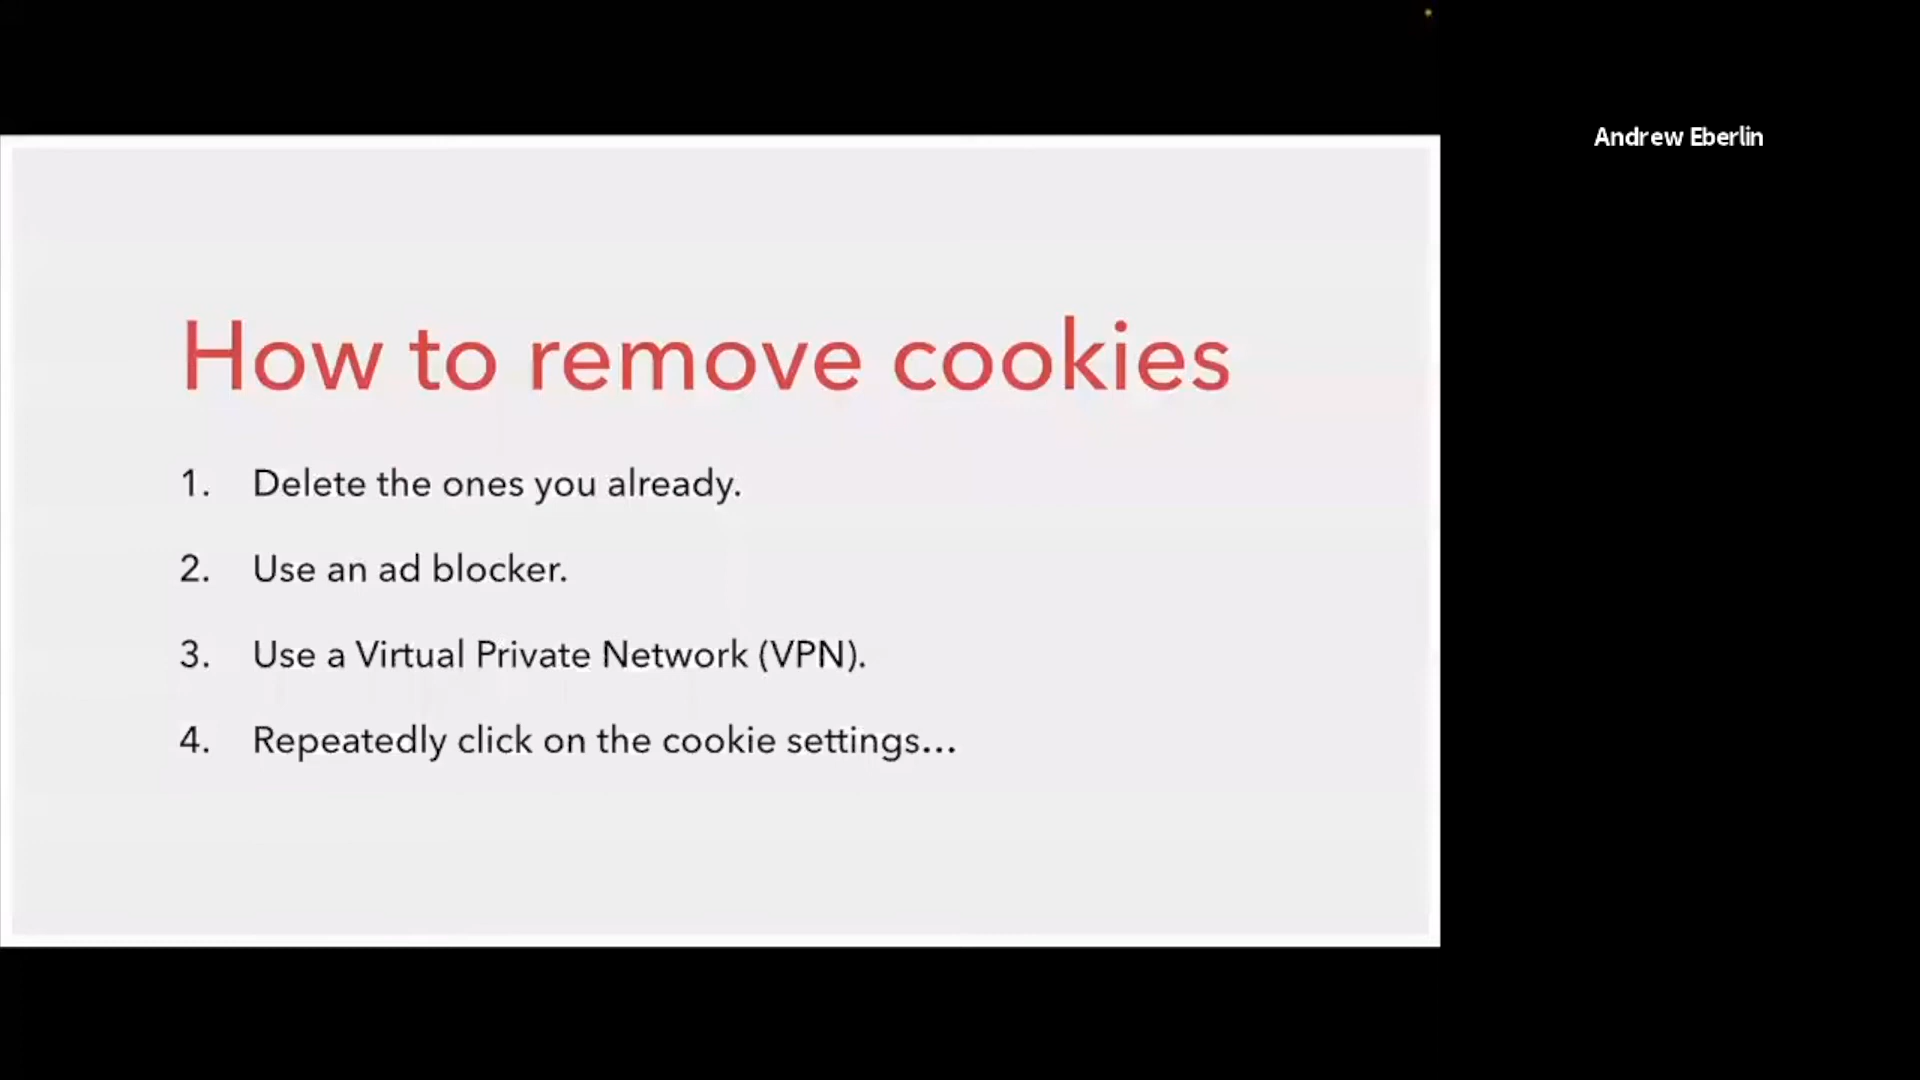 Andrew Eberlin
How to remove cookies
1. Delete the ones you already.
2. Use an ad blocker.
3. Use a Virtual Private Network (VPN).
4. Repeatedly click on the cookie settings...